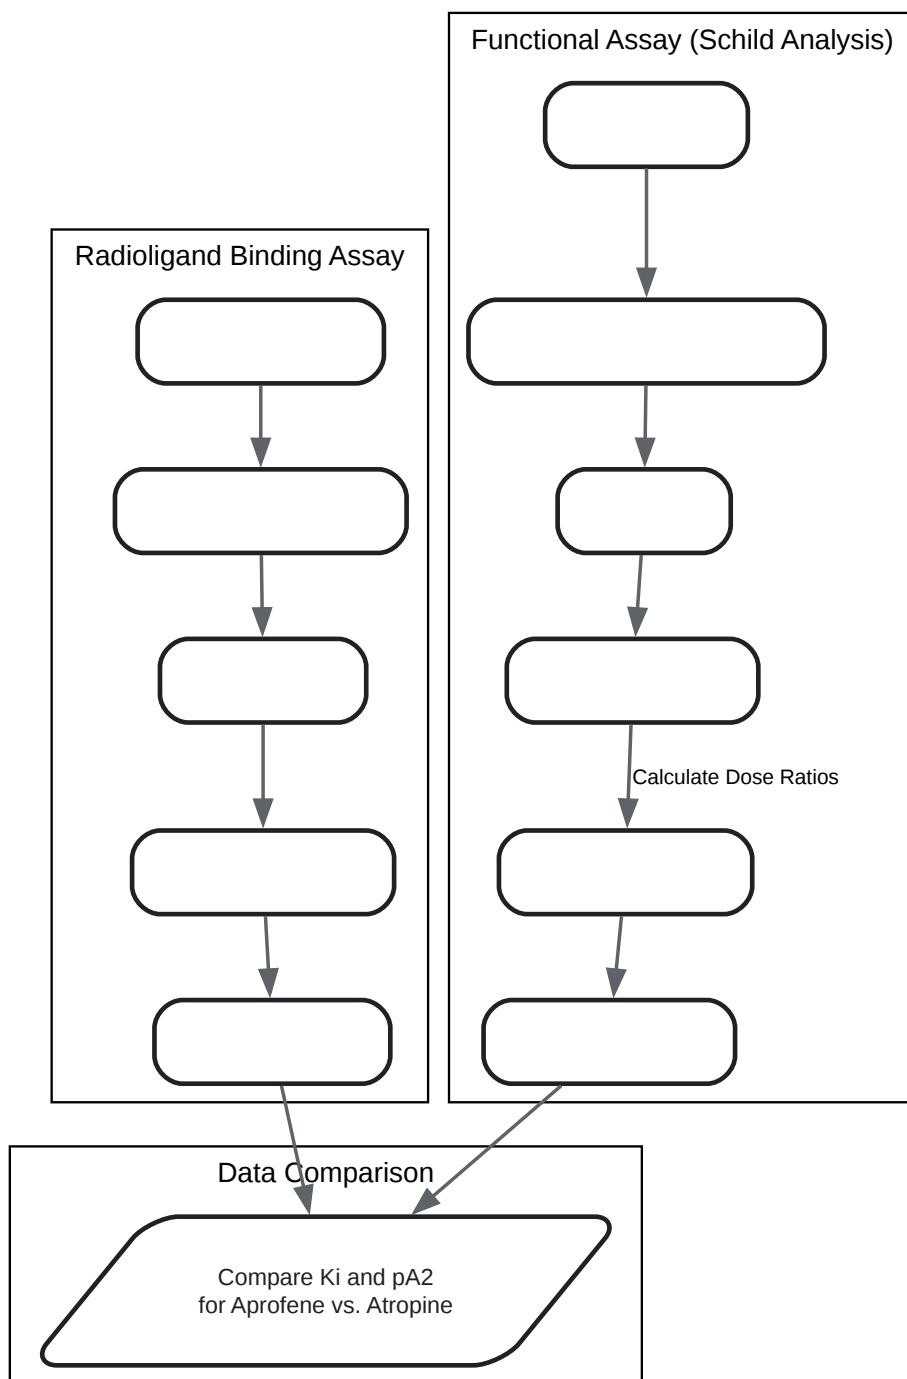 Functional Assay (Schild Analysis)
Radioligand Binding Assay
Calculate Dose Ratios
Data Comparison
Compare Ki and pA2
for Aprofene vs. Atropine